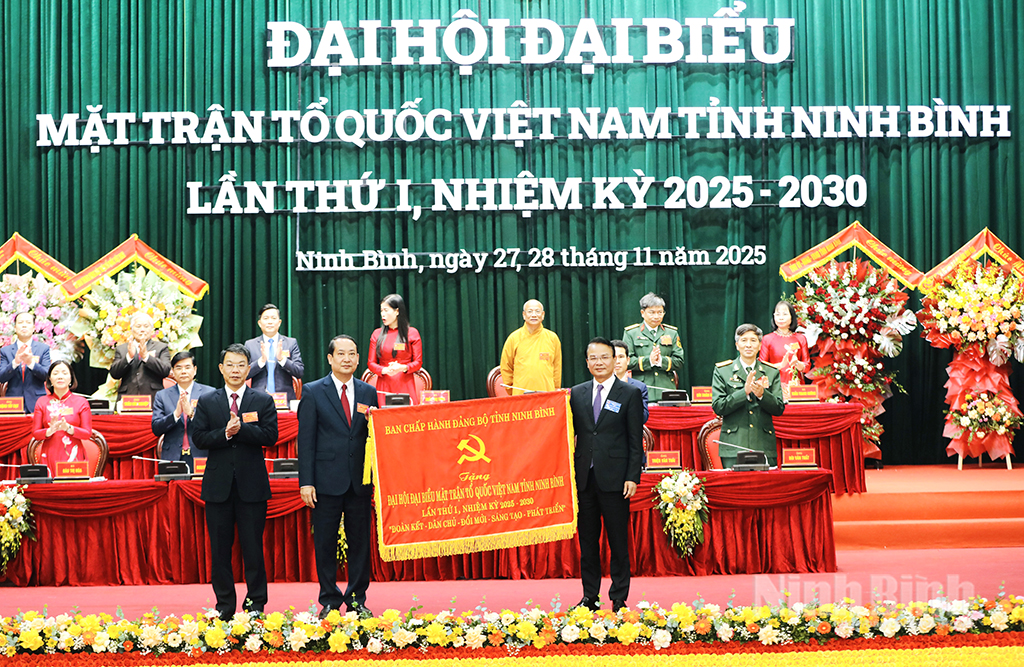 ĐẠI HỘI ĐẠI BIỂU
MẶT TRẬN TỔ QUỐC VIỆT NAM TỈNH NINH BÌNH
LẦN THỨ I, NHIỆM KỲ 2025 - 2030
Ninh Bình, ngày 27, 28 tháng 11 năm 2025
BAN CHẤP HÀNH ĐẢNG BỘ TỈNH NINH BÌNH
Tặng
ĐẠI HỘI ĐẠI BIỂU MẶT TRẬN TỔ QUỐC VIỆT NAM TỈNH NINH BÌNH
LẦN THỨ I, NHIỆM KỲ 2025 - 2030
"ĐOÀN KẾT - DÂN CHỦ - ĐỔI MỚI - SÁNG TẠO - PHÁT TRIỂN"
Ninh Bình